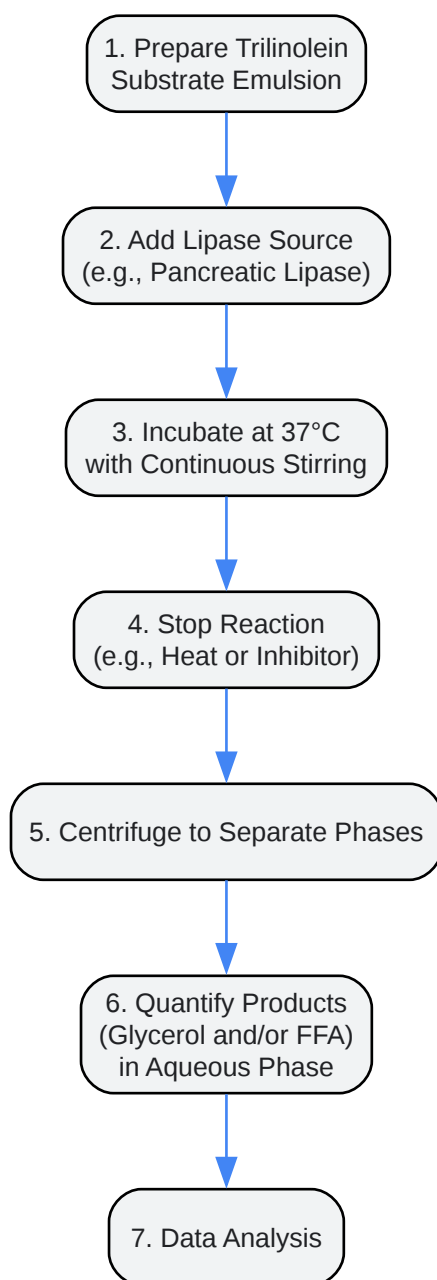 1. Prepare Trilinolein
Substrate Emulsion
2. Add Lipase Source
(e.g., Pancreatic Lipase)
3. Incubate at 37°C
with Continuous Stirring
4. Stop Reaction
(e.g., Heat or Inhibitor)
5. Centrifuge to Separate Phases
6. Quantify Products
(Glycerol and/or FFA)
in Aqueous Phase
7. Data Analysis